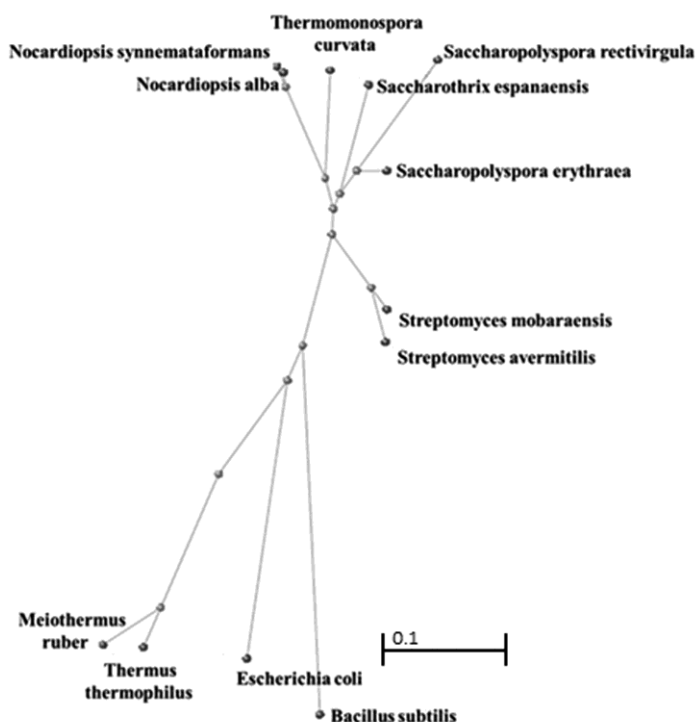 Thermomonospora
curvata
Nocardiopsis synnemataformans
Saccharopolyspora rectivirgula
Nocardiopsis alba
Saccharothrix espanaensis
Saccharopolyspora erythraea
Streptomyces mobaraensis
Streptomyces avermitilis
Meiothermus
ruber
Thermus
thermophilus
Escherichia coli
0.1
Bacillus subtilis